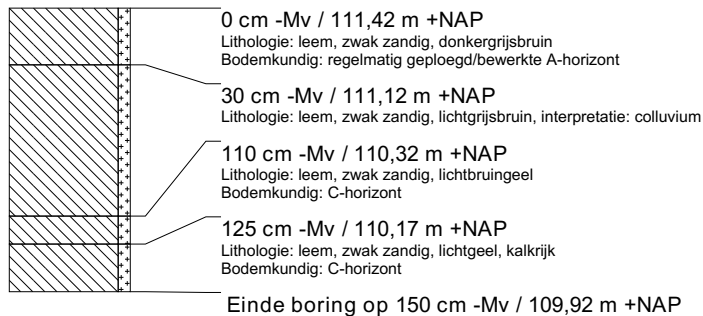 0 cm -Mv / 111,42 m +NAP
Lithologie: leem, zwak zandig, donkergrijsbruin
Bodemkundig: regelmatig geploegd/bewerkte A-horizont
30 cm -Mv / 111,12 m +NAP
Lithologie: leem, zwak zandig, lichtgrijsbruin, interpretatie: colluvium
110 cm -Mv / 110,32 m +NAP
Lithologie: leem, zwak zandig, lichtbruingeel
Bodemkundig: C-horizont
125 cm -Mv / 110,17 m +NAP
Lithologie: leem, zwak zandig, lichtgeel, kalkrijk
Bodemkundig: C-horizont
Einde boring op 150 cm -Mv / 109,92 m +NAP